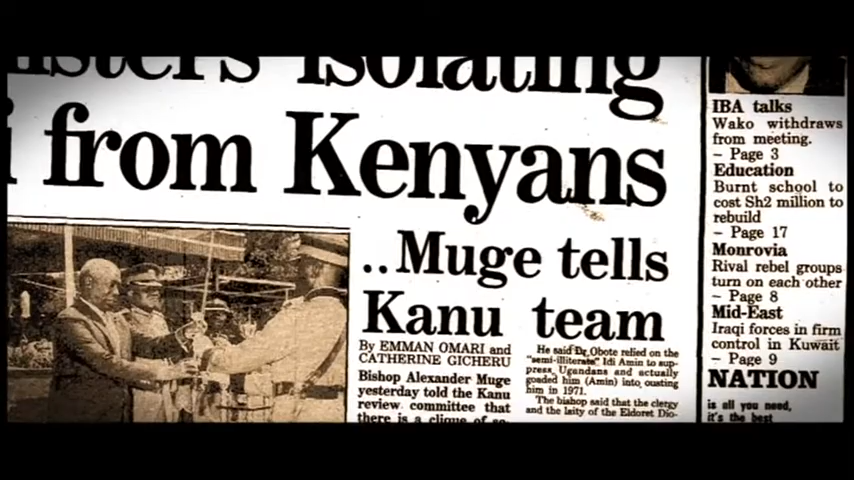 isolating
from Kenyans
..Muge tells
Kanu team
By EMMAN OMARI and
CATHERINE GICHERU
Bishop Alexander Muge
yesterday told the Kanu
review committee that
there is a clique of
He said Dr Obote relied on the
"semi-illiterate" Idi Amin to sup-
press Ugandans and actually
goaded him (Amin) into ousting
him in 1971.
The bishop said that the clergy
and the laity of the Eldoret Dio-
IBA talks
Wako withdraws
from meeting.
– Page 3
Education
Burnt school to
cost Sh2 million to
rebuild
– Page 17
Monrovia
Rival rebel groups
turn on each other
– Page 8
Mid-East
Iraqi forces in firm
control in Kuwait
– Page 9
NATION
is all you need,
it's the best